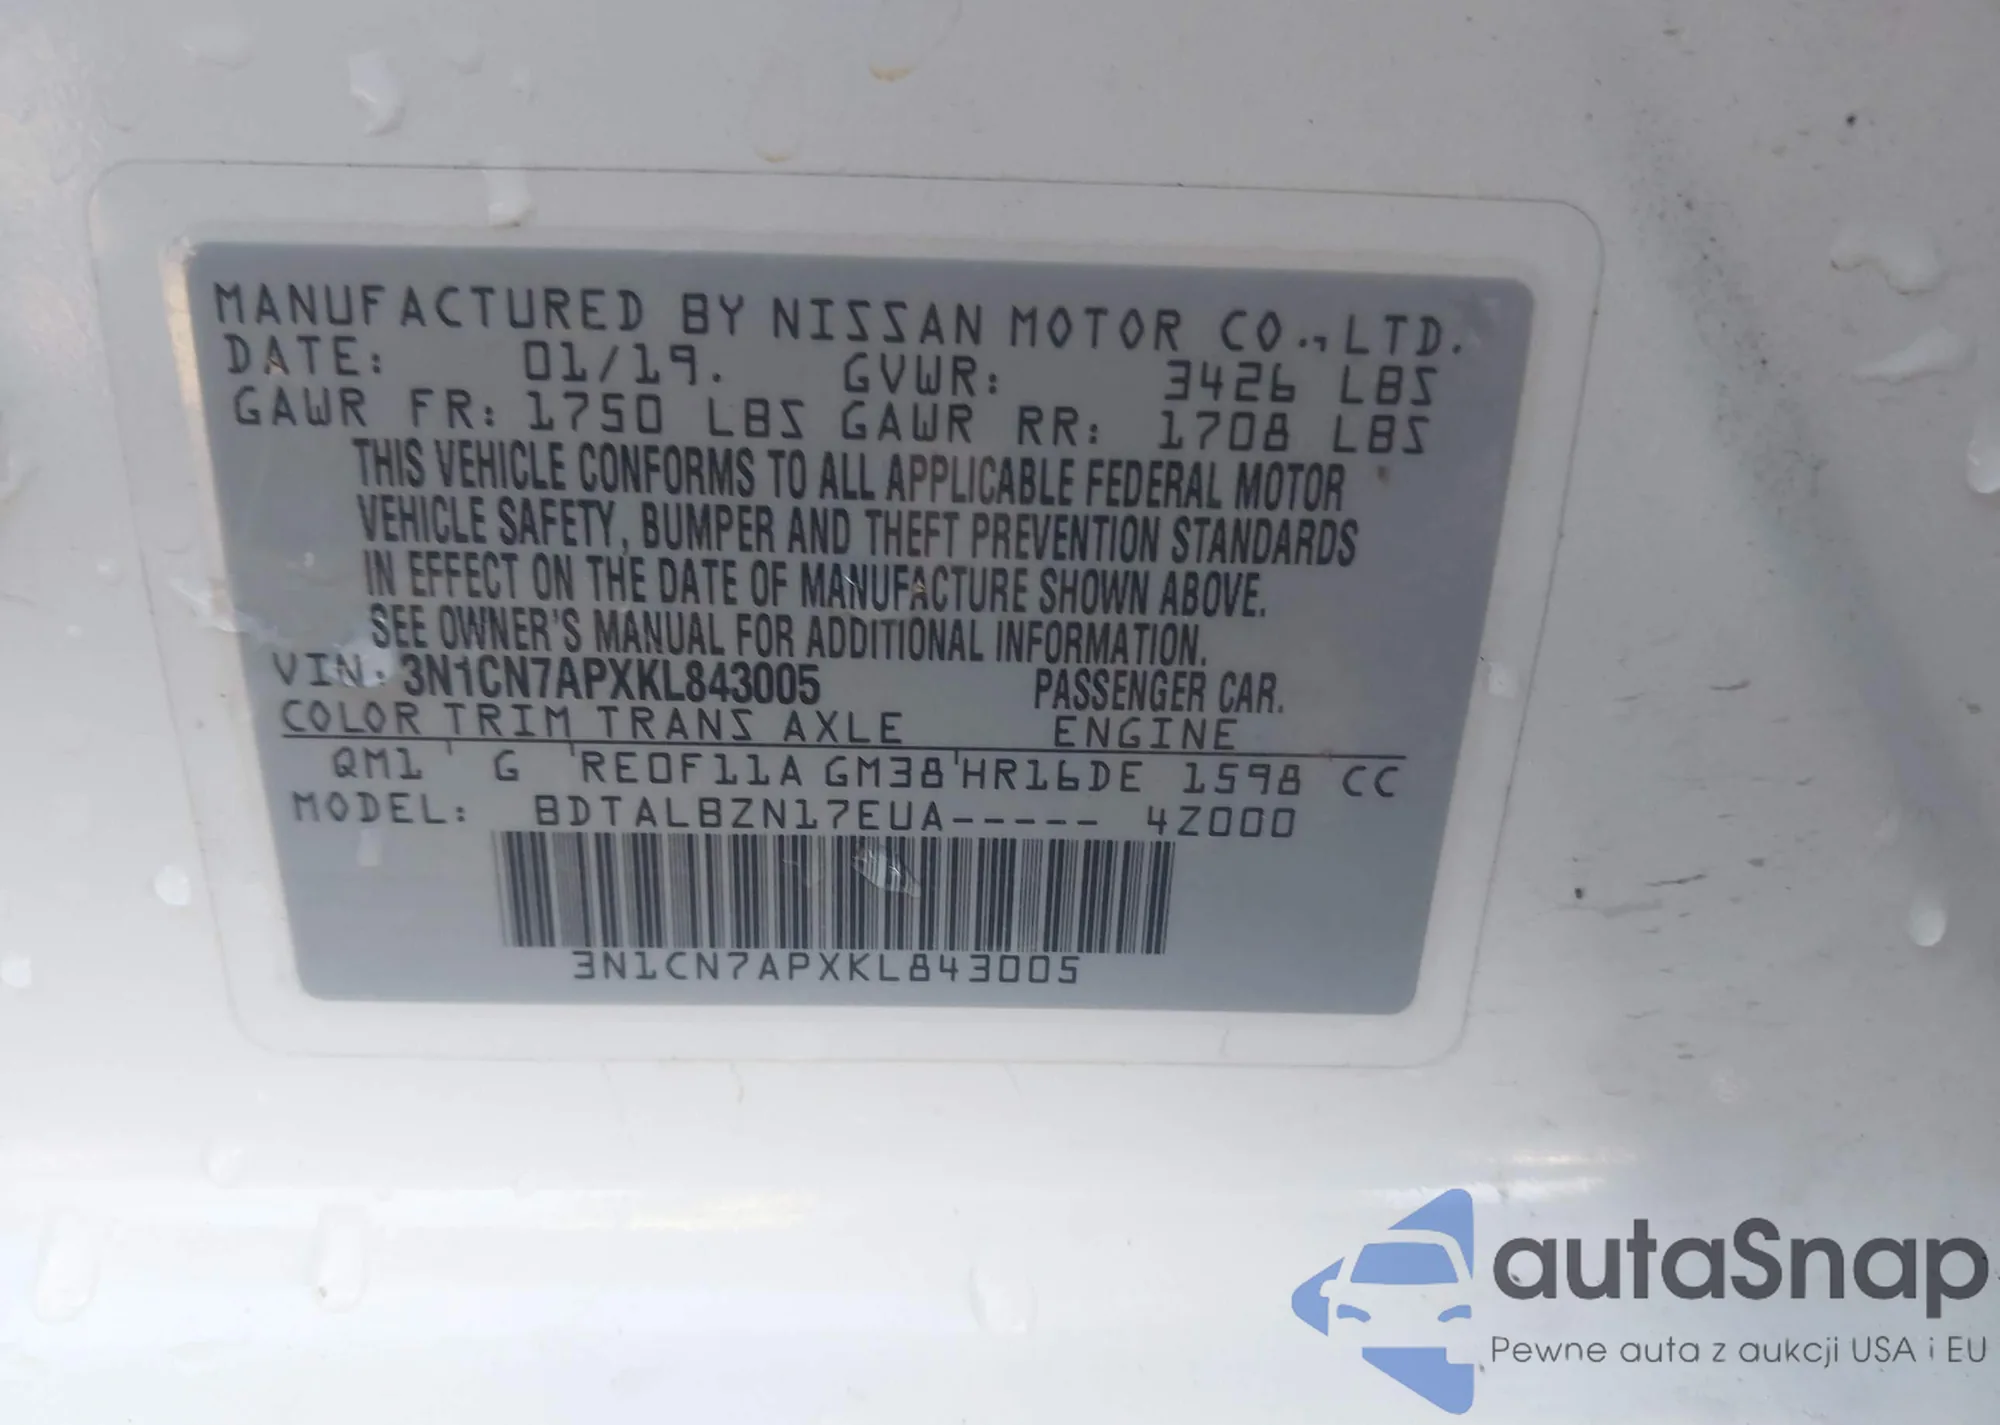 MANUFACTURED BY NISSAN MOTOR CO., LTD.
DATE: 01/19. GVWR: 3426 LBS
GAWR FR: 1750 LBS GAWR RR: 1708 LBS
THIS VEHICLE CONFORMS TO ALL APPLICABLE FEDERAL MOTOR
VEHICLE SAFETY, BUMPER AND THEFT PREVENTION STANDARDS
IN EFFECT ON THE DATE OF MANUFACTURE SHOWN ABOVE.
SEE OWNER'S MANUAL FOR ADDITIONAL INFORMATION.
VIN: 3N1CN7APXKL843005 PASSENGER CAR.
COLOR TRIM TRANS AXLE ENGINE
QM1 ' G 'RE0F11A GM38'HR16DE 1598 CC
MODEL: BDTALBZN17EUA----- 4Z000
3N1CN7APXKL843005
autaSnap
Pewne auta z aukcji USA i EU